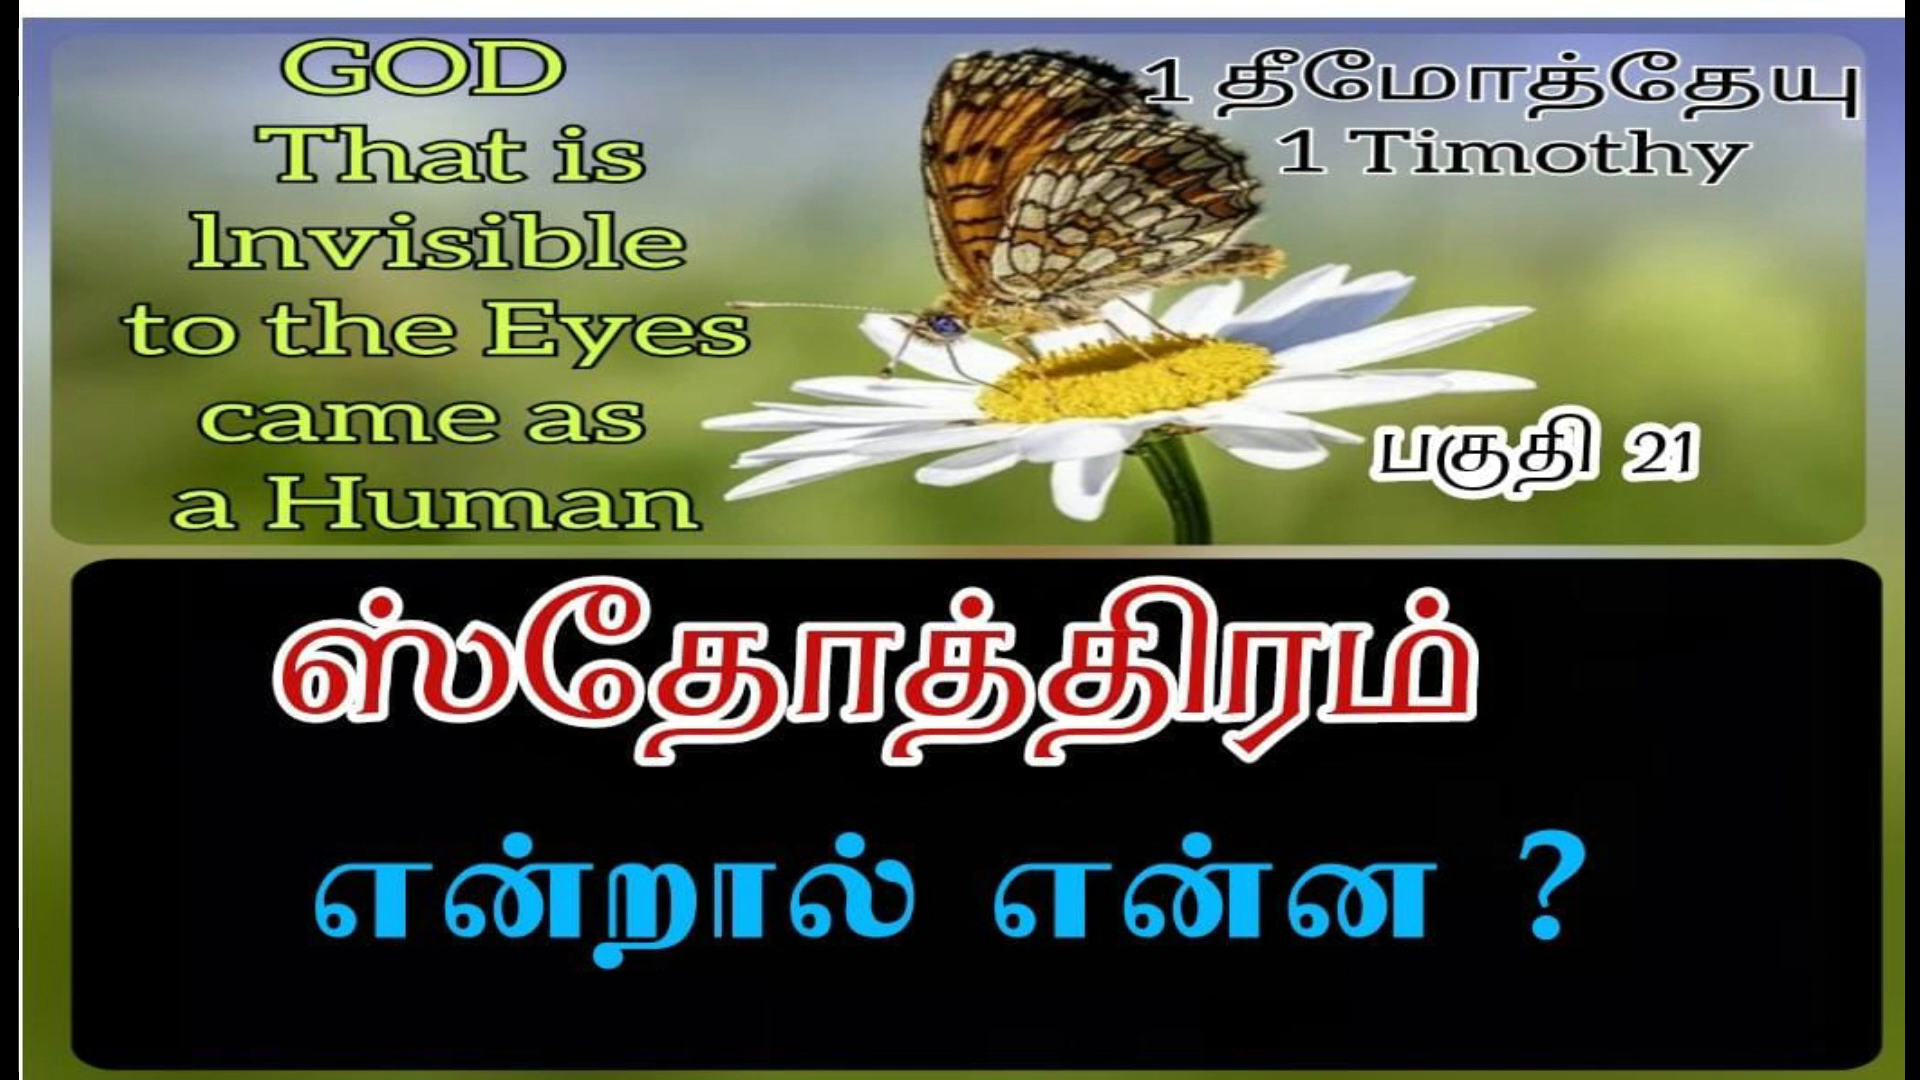 GOD
That is
Invisible
to the Eyes
came as
a Human
1 தீமோத்தேயு
1 Timothy
பகுதி 21
ஸ்தோத்திரம்
என்றால் என்ன ?